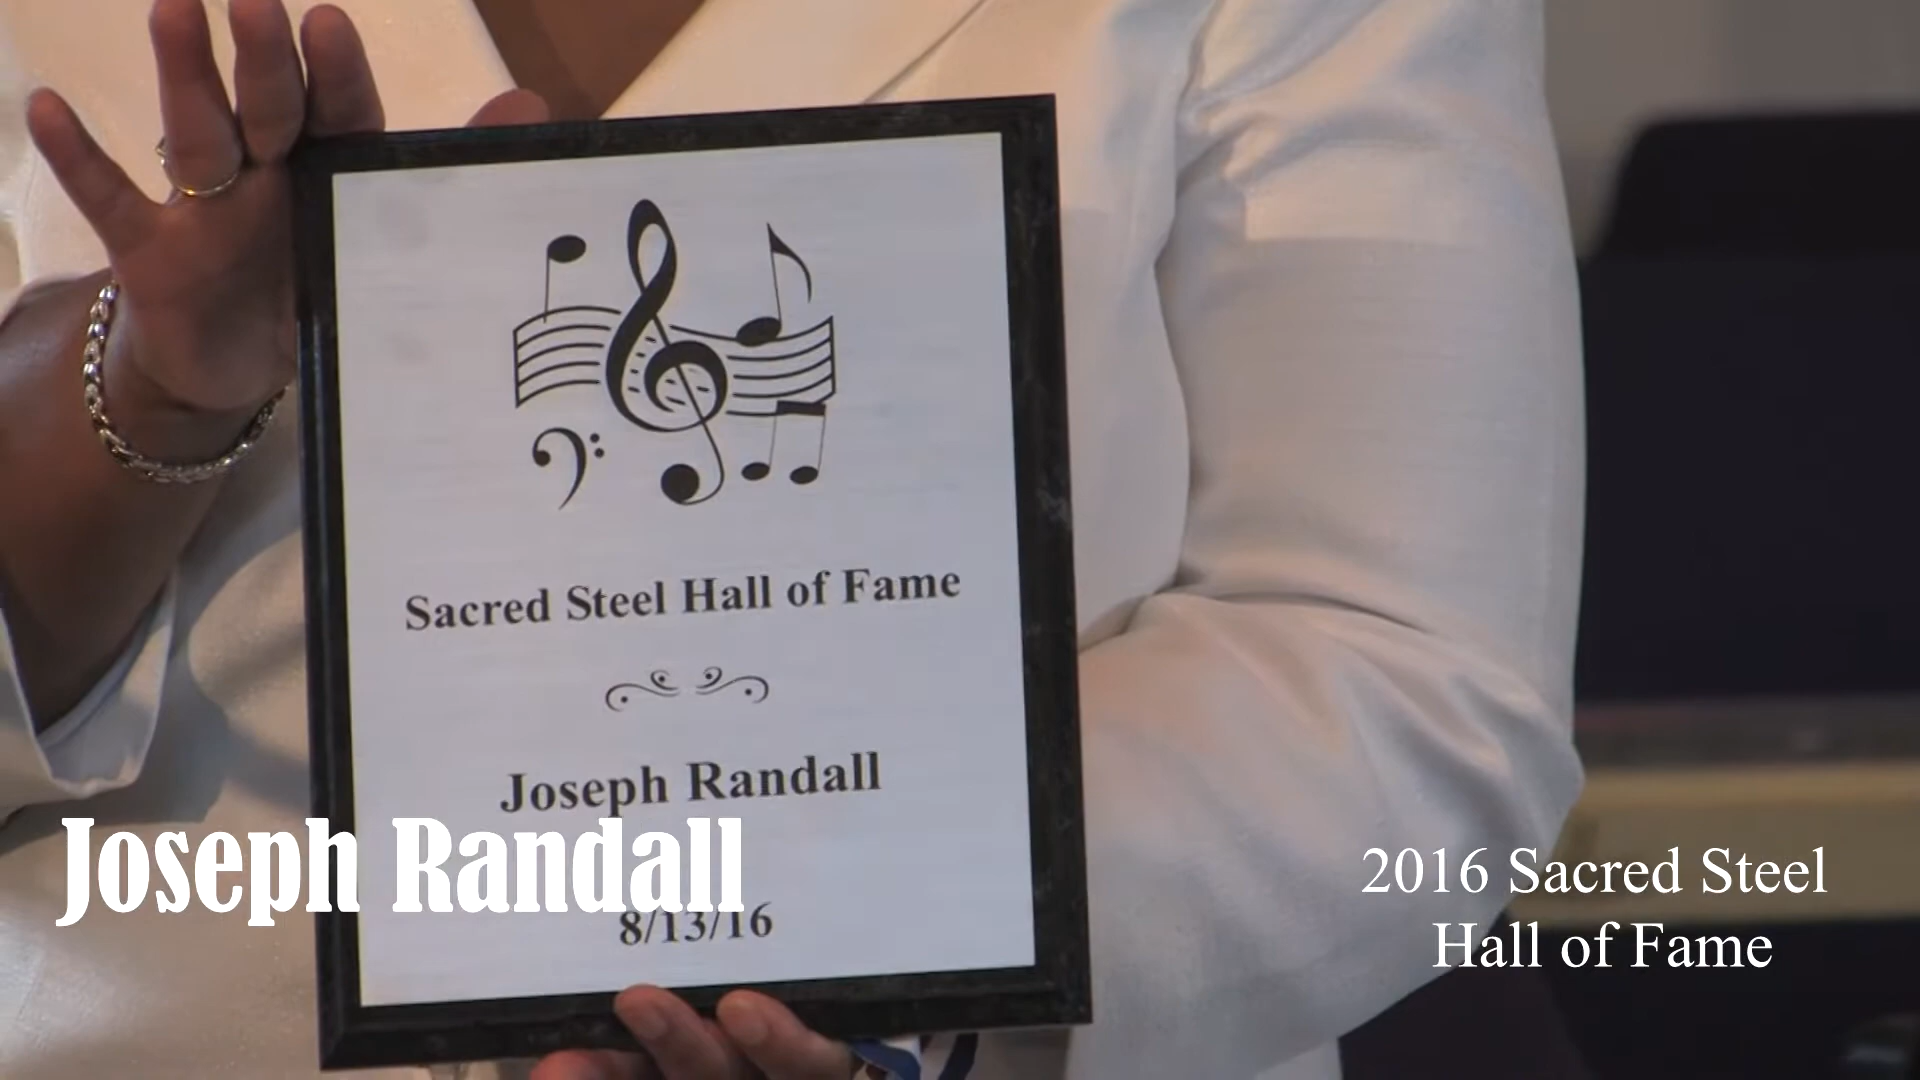 Sacred Steel Hall of Fame
Joseph Randall
8/13/16
Joseph Randall
2016 Sacred Steel
Hall of Fame